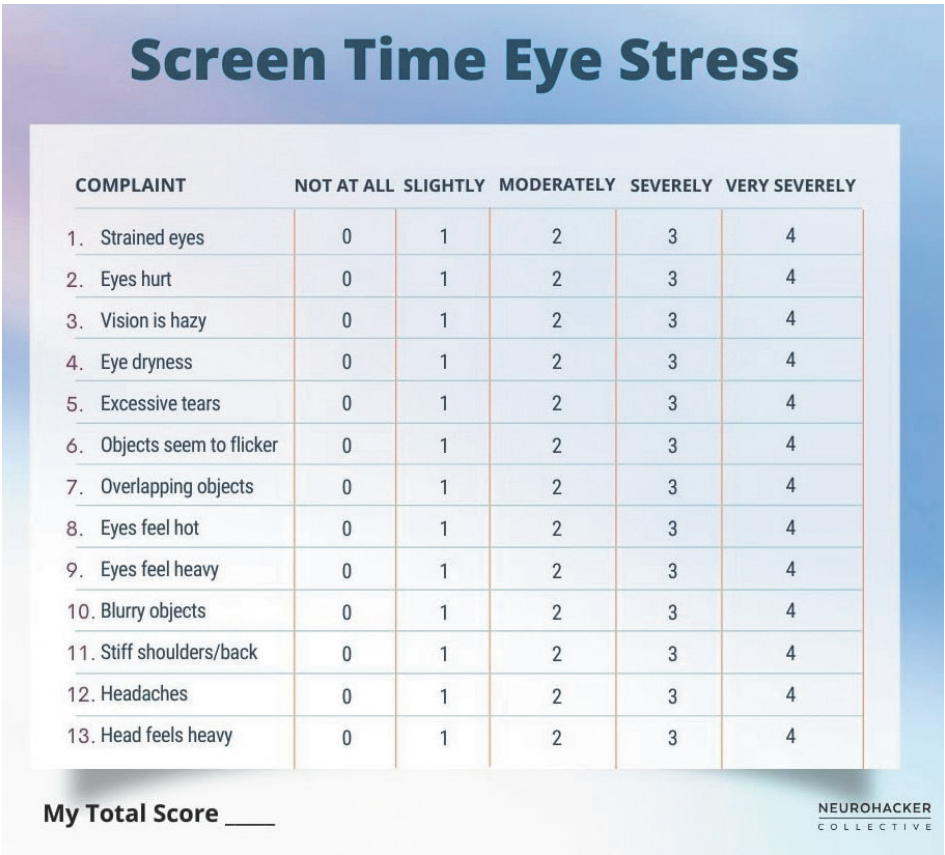 Screen Time Eye Stress
COMPLAINT NOT AT ALL SLIGHTLY MODERATELY SEVERELY VERY SEVERELY
1. Strained eyes 0 1 2 3 4
2. Eyes hurt 0 1 2 3 4
3. Vision is hazy 0 1 2 3 4
4. Eye dryness 0 1 2 3 4
5. Excessive tears 0 1 2 3 4
6. Objects seem to flicker 0 1 2 3 4
7. Overlapping objects 0 1 2 3 4
8. Eyes feel hot 0 1 2 3 4
9. Eyes feel heavy 0 1 2 3 4
10. Blurry objects 0 1 2 3 4
11. Stiff shoulders/back 0 1 2 3 4
12. Headaches 0 1 2 3 4
13. Head feels heavy 0 1 2 3 4
My Total Score ____
NEUROHACKER
COLLECTIVE